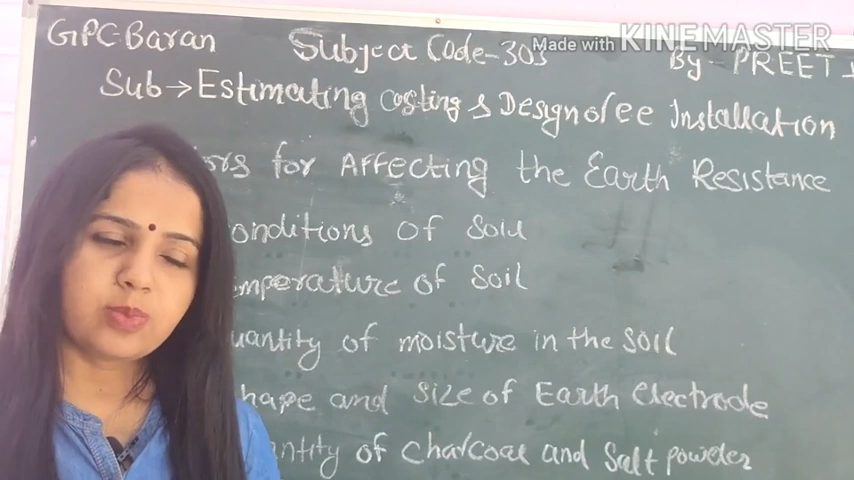 GPC-Baran Subject Code-303 By - PREETI
Made with KINEMASTER
Sub → Estimating costing & Design of ee Installation
ors for Affecting the Earth Resistance
onditions of Soil
mperature of Soil
uantity of moisture in the soil
hape and size of Earth electrode
ntity of charcoal and Salt powder